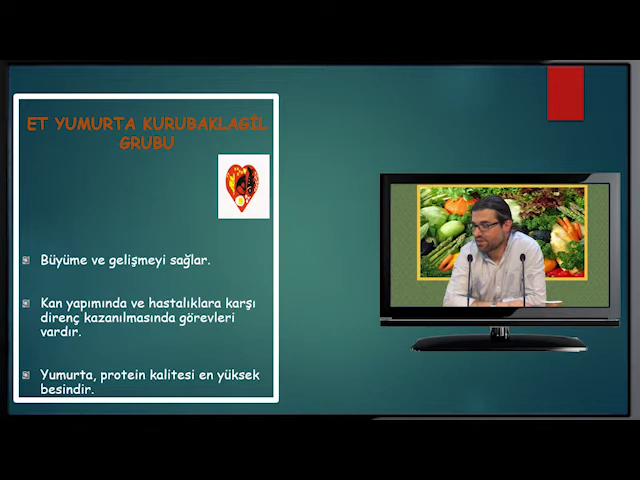 ET YUMURTA KURUBAKLAGİL
GRUBU
Büyüme ve gelişmeyi sağlar.
Kan yapımında ve hastalıklara karşı
direnç kazanılmasında görevleri
vardır.
Yumurta, protein kalitesi en yüksek
besindir.